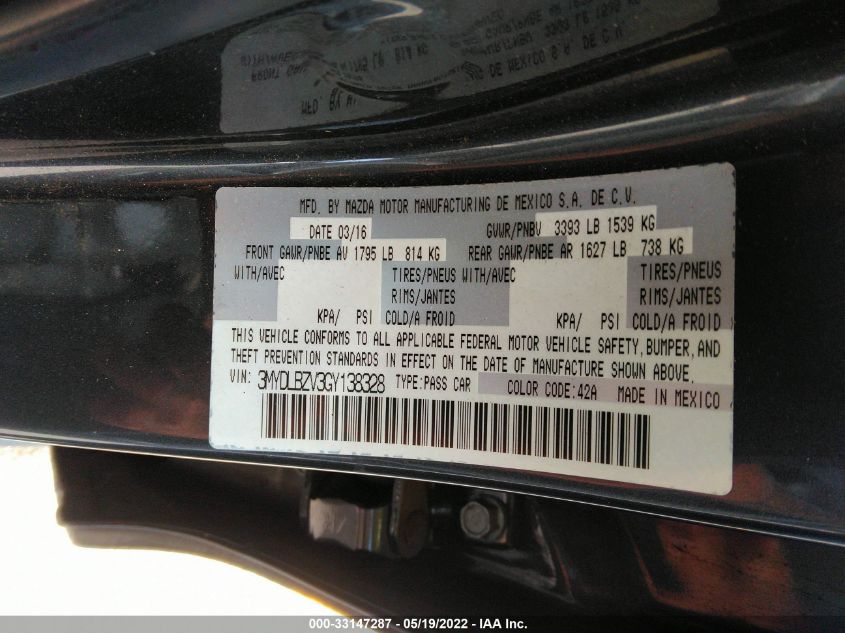 MFD. BY MAZDA MOTOR MANUFACTURING DE MEXICO S.A. DE C.V.
DATE 03/16 GVWR/PNBV 3393 LB 1539 KG
FRONT GAWR/PNBE AV 1795 LB 814 KG REAR GAWR/PNBE AR 1627 LB 738 KG
WITH/AVEC TIRES/PNEUS WITH/AVEC TIRES/PNEUS
RIMS/JANTES RIMS/JANTES
KPA/ PSI COLD/A FROID KPA/ PSI COLD/A FROID
THIS VEHICLE CONFORMS TO ALL APPLICABLE FEDERAL MOTOR VEHICLE SAFETY, BUMPER, AND
THEFT PREVENTION STANDARDS IN EFFECT ON THE DATE OF MANUFACTURE SHOWN ABOVE.
VIN: 3MYDLBZV3GY138328 TYPE:PASS CAR COLOR CODE:42A MADE IN MEXICO
000-33147287 - 05/19/2022 - IAA Inc.